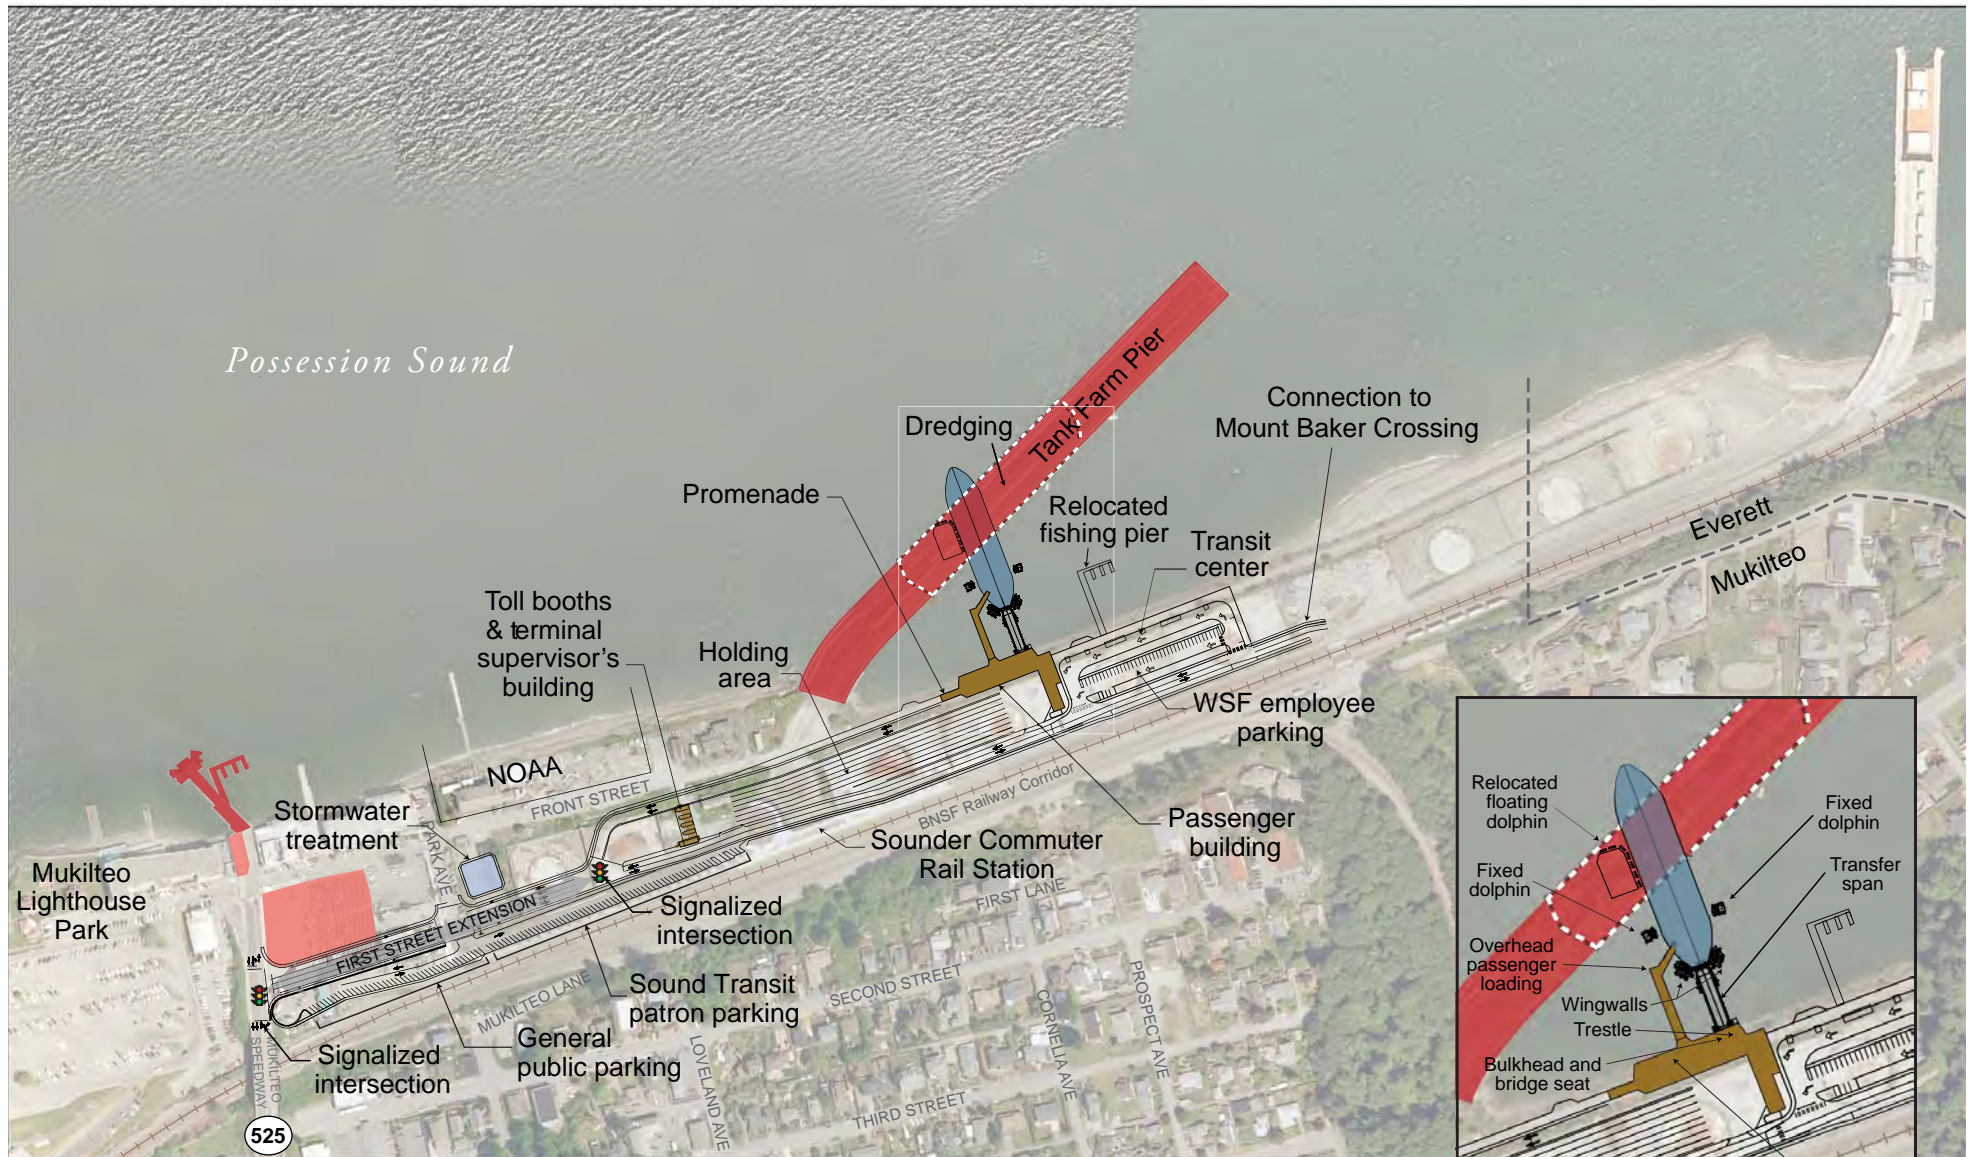 Possession Sound
Tank Farm Pier
Dredging
Connection to
Mount Baker Crossing
Promenade
Relocated
fishing pier
Transit
center
Everett
Mukilteo
Toll booths
& terminal
supervisor's
building
Holding
area
WSF employee
parking
NOAA
FRONT STREET
BNSF Railway Corridor
Stormwater
treatment
PARK AVE
Passenger
building
Sounder Commuter
Rail Station
Mukilteo
Lighthouse
Park
FIRST STREET EXTENSION
Signalized
intersection
FIRST LANE
Sound Transit
patron parking
SECOND STREET
MUKILTEO LANE
PROSPECT AVE
CORNELIA AVE
General
public parking
LOVELAND AVE
Signalized
intersection
MUKILTEO
SPEEDWAY
THIRD STREET
525
Relocated
floating
dolphin
Fixed
dolphin
Fixed
dolphin
Transfer
span
Overhead
passenger
loading
Wingwalls
Trestle
Bulkhead and
bridge seat